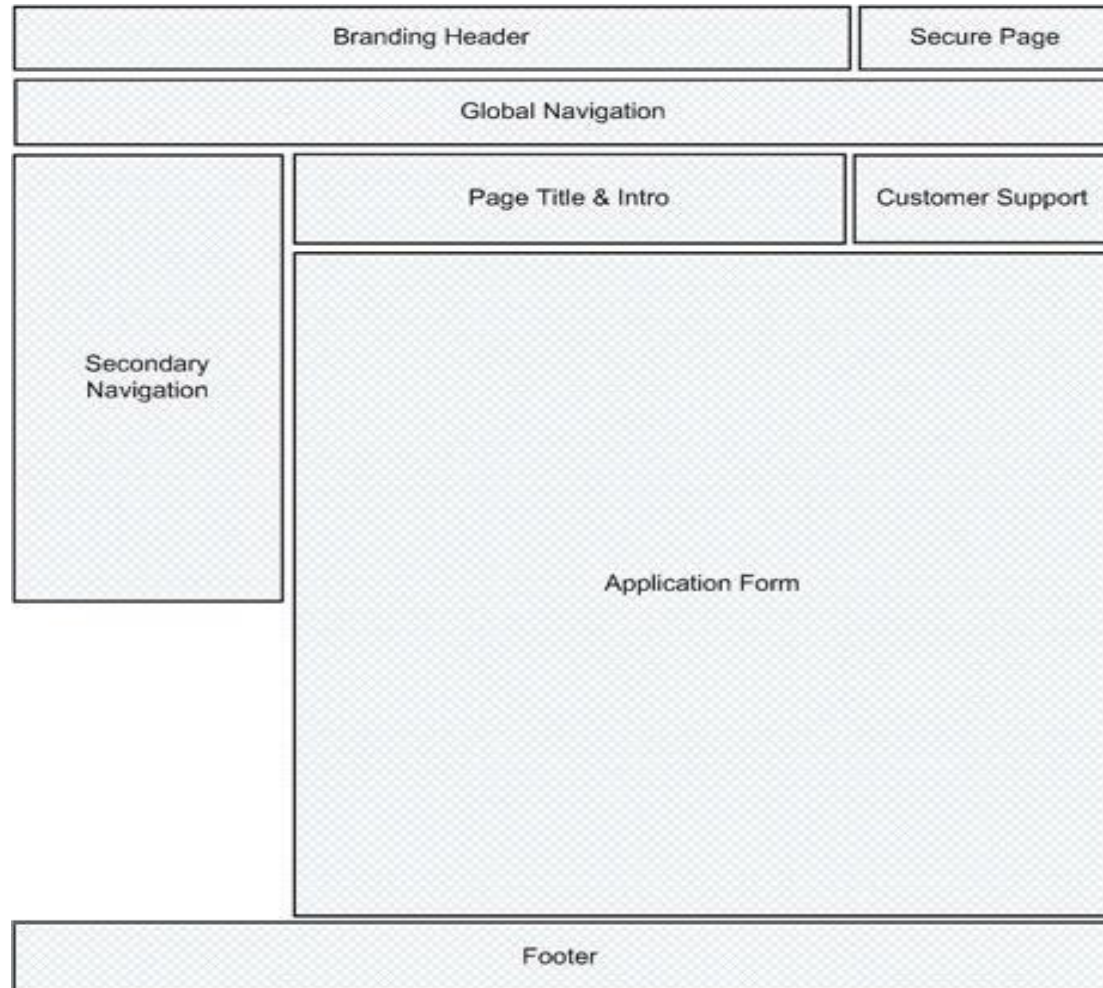 Branding Header
Secure Page
Global Navigation
Page Title & Intro
Customer Support
Secondary
Navigation
Application Form
Footer